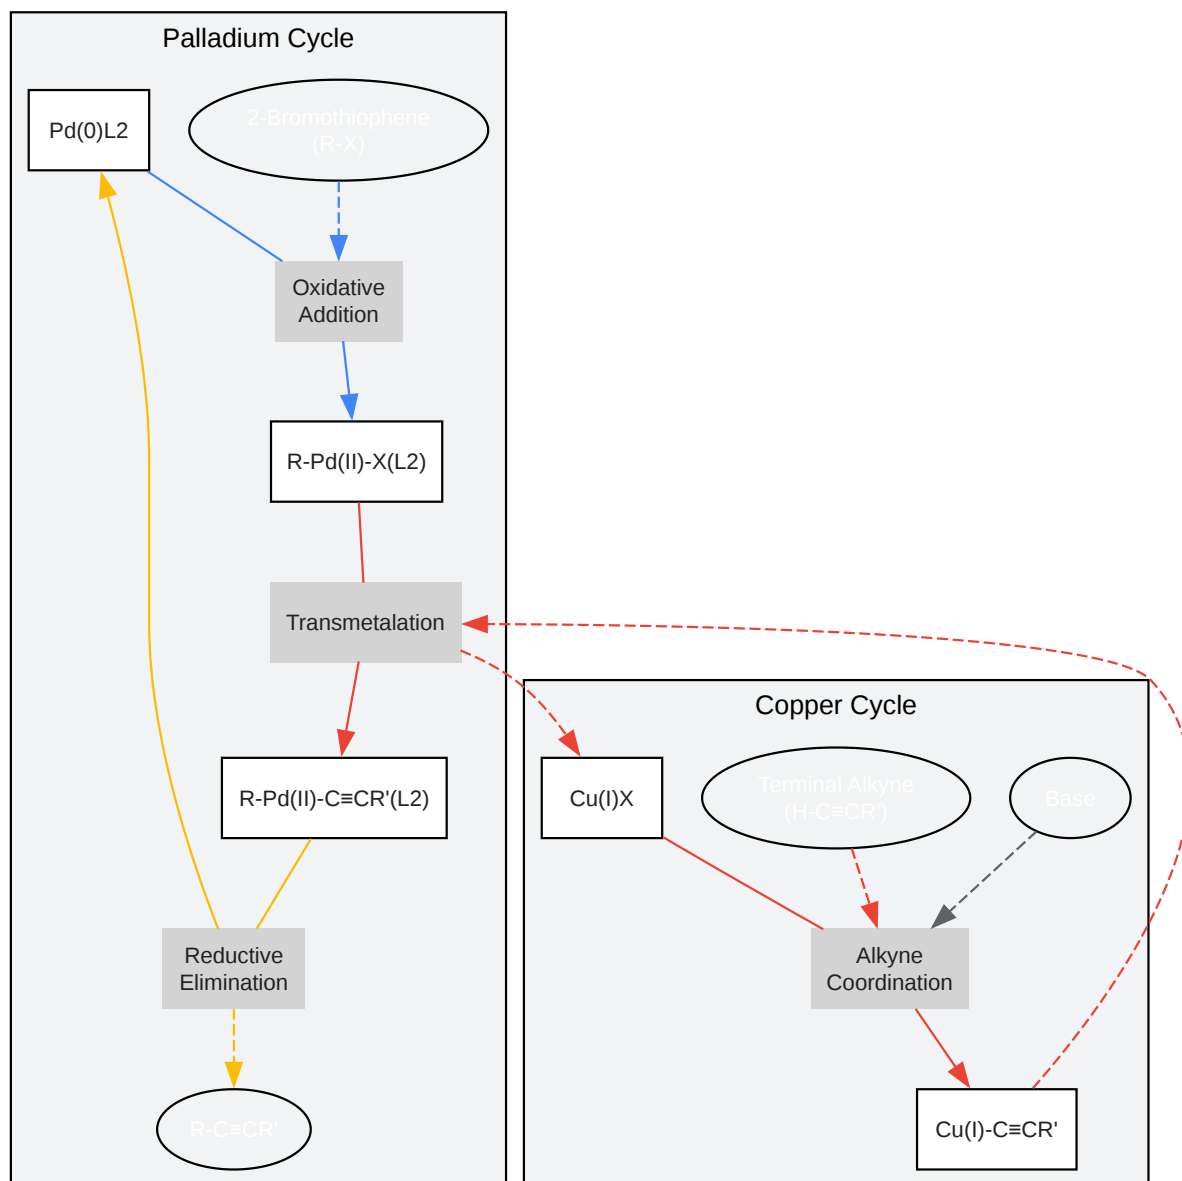 Palladium Cycle
Pd(0)L2
2-Bromothiophene
(R-X)
Oxidative
Addition
R-Pd(II)-X(L2)
Transmetalation
R-Pd(II)-C≡CR'(L2)
Reductive
Elimination
R-C≡CR'
Copper Cycle
Cu(I)X
Terminal Alkyne
(H-C≡CR')
Base
Alkyne
Coordination
Cu(I)-C≡CR'